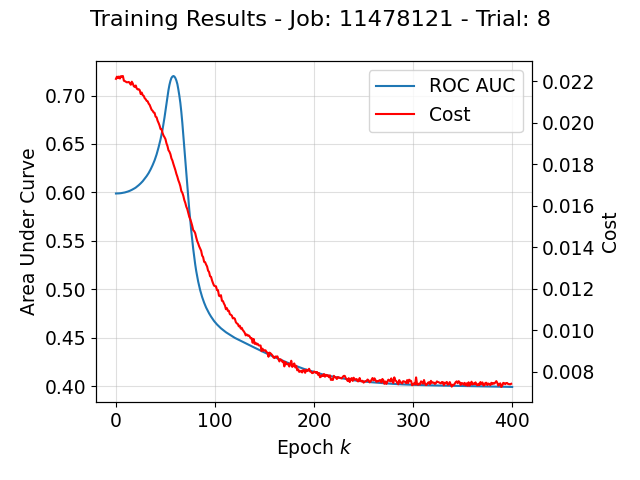 Training Results - Job: 11478121 - Trial: 8
ROC AUC
Cost
0.70
0.65
0.60
0.55
0.50
0.45
0.40
Area Under Curve
0.022
0.020
0.018
0.016
0.014
0.012
0.010
0.008
Cost
0 100 200 300 400
Epoch k